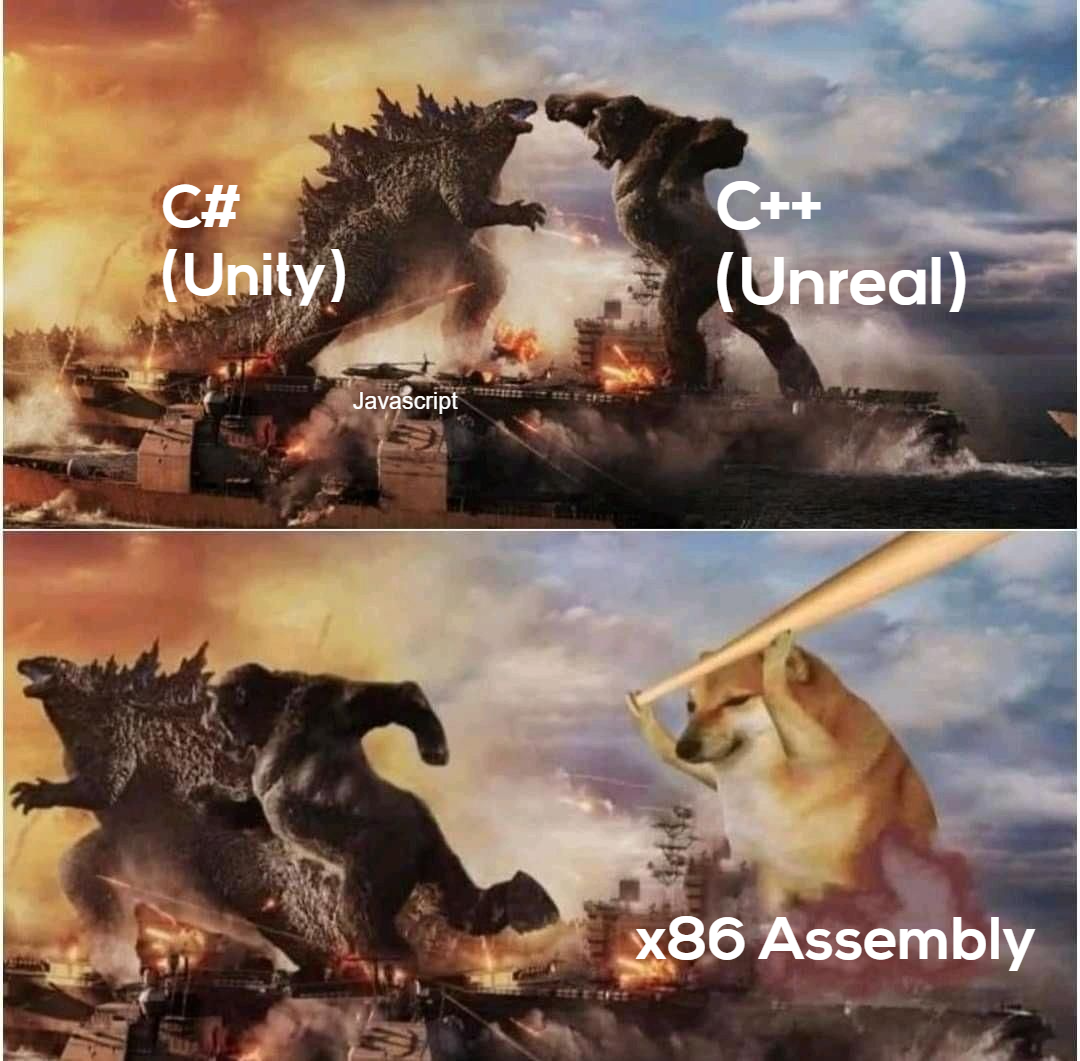 C#
(Unity)
C++
(Unreal)
Javascript
x86 Assembly